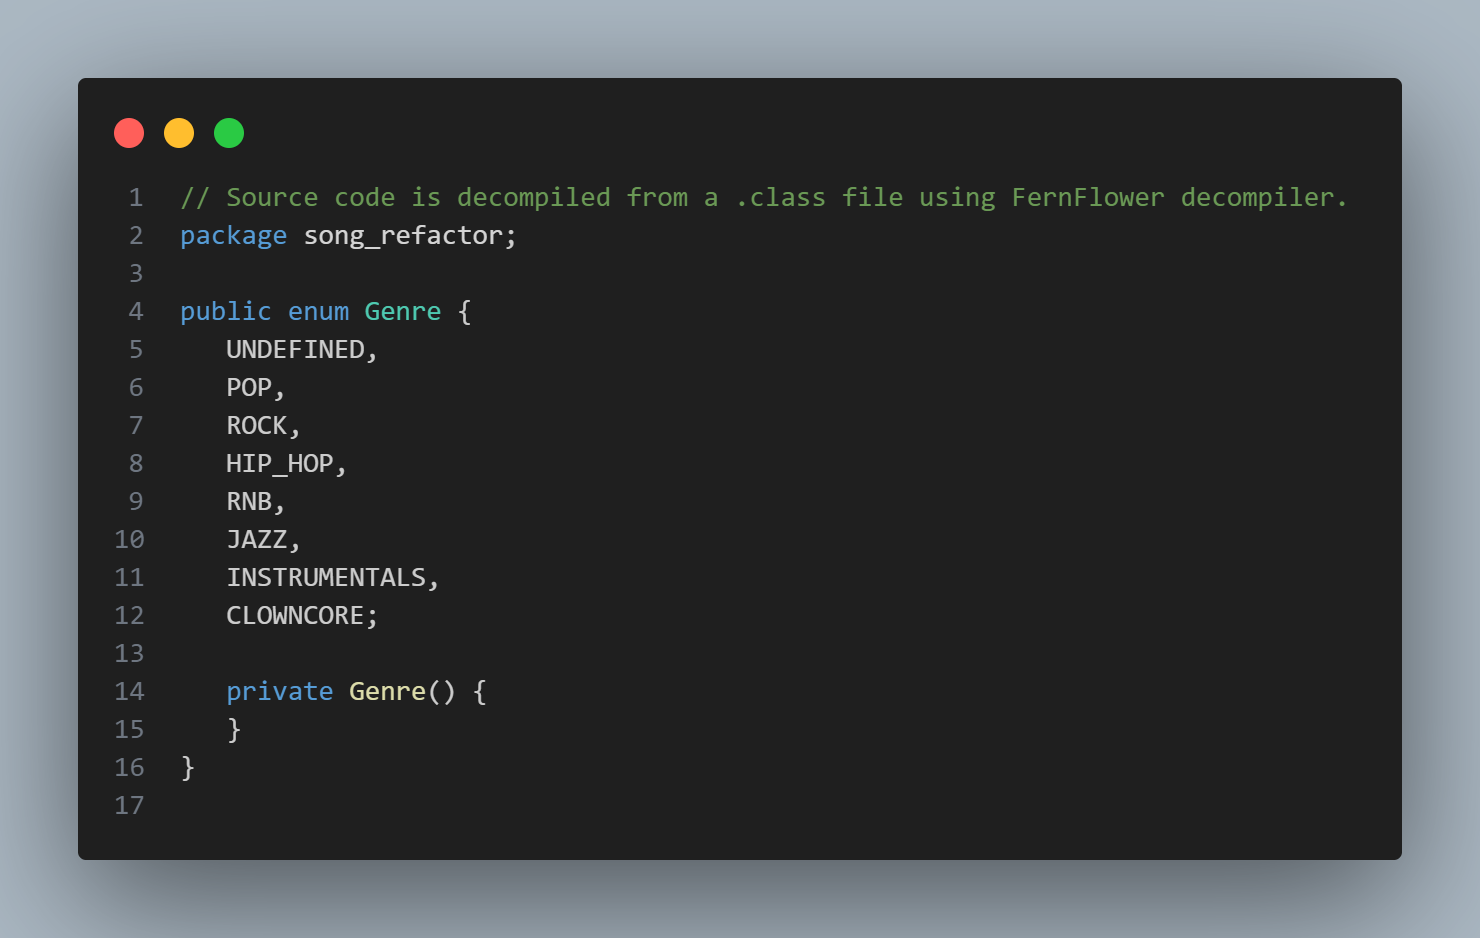 1 // Source code is decompiled from a .class file using FernFlower decompiler.
2 package song_refactor;
3
4 public enum Genre {
5    UNDEFINED,
6    POP,
7    ROCK,
8    HIP_HOP,
9    RNB,
10    JAZZ,
11    INSTRUMENTALS,
12    CLOWNCORE;
13
14    private Genre() {
15    }
16 }
17